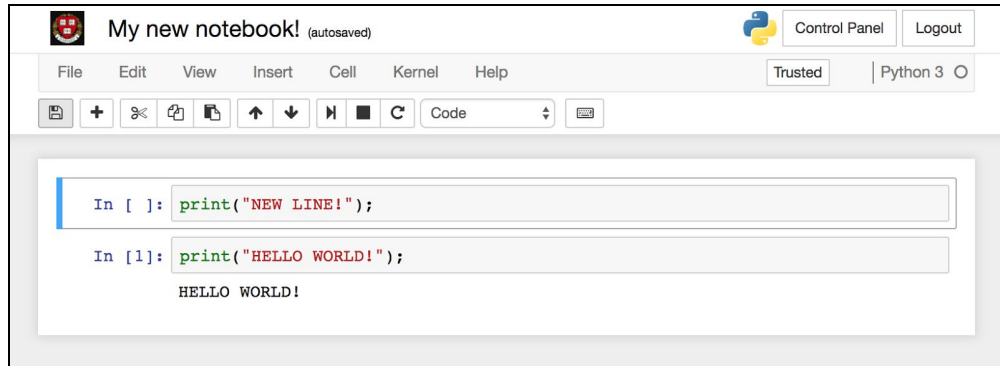 My new notebook! (autosaved) Control Panel Logout
File Edit View Insert Cell Kernel Help Trusted Python 3
Code
In [ ]: print("NEW LINE!");
In [1]: print("HELLO WORLD!");
HELLO WORLD!